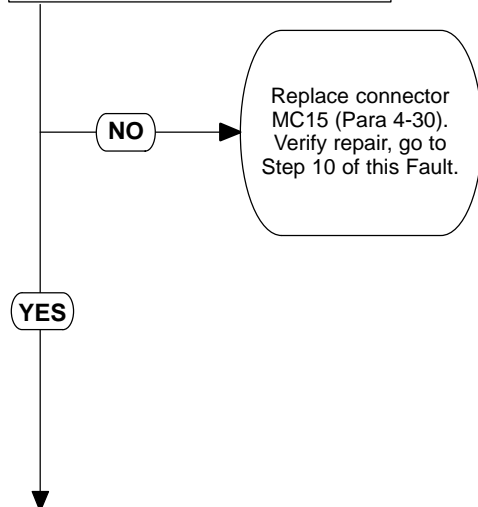 NO
Replace connector
MC15 (Para 4-30).
Verify repair, go to
Step 10 of this Fault.
YES